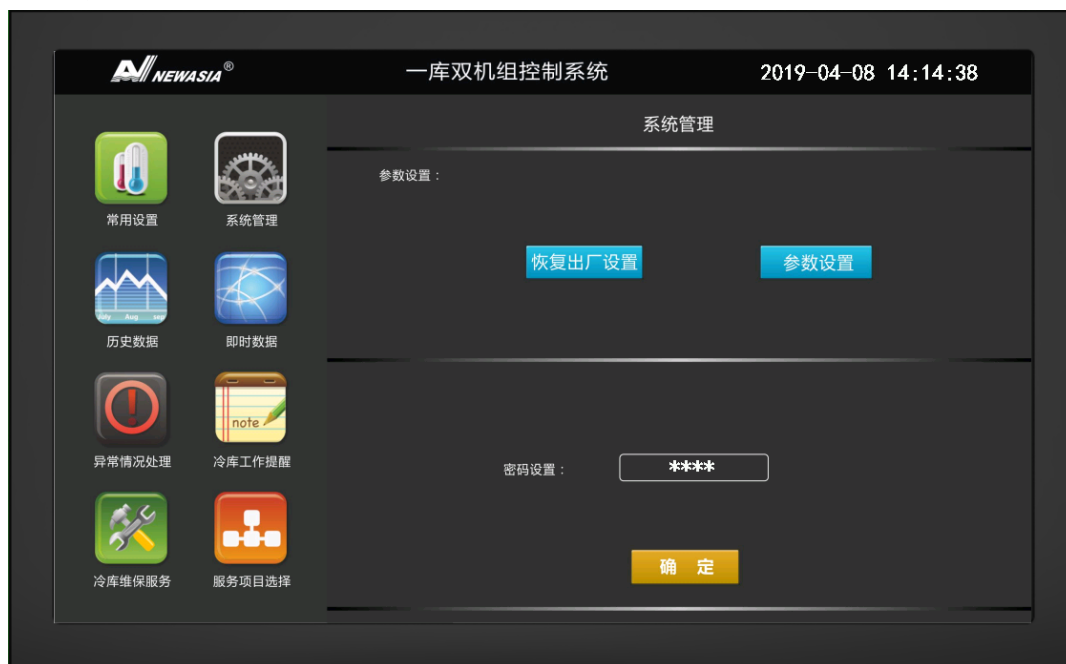 NEWASIA®
一库双机组控制系统
2019-04-08 14:14:38
系统管理
参数设置：
恢复出厂设置
参数设置
密码设置：
****
确 定
常用设置
系统管理
July Aug sep
历史数据
即时数据
异常情况处理
note
冷库工作提醒
冷库维保服务
服务项目选择